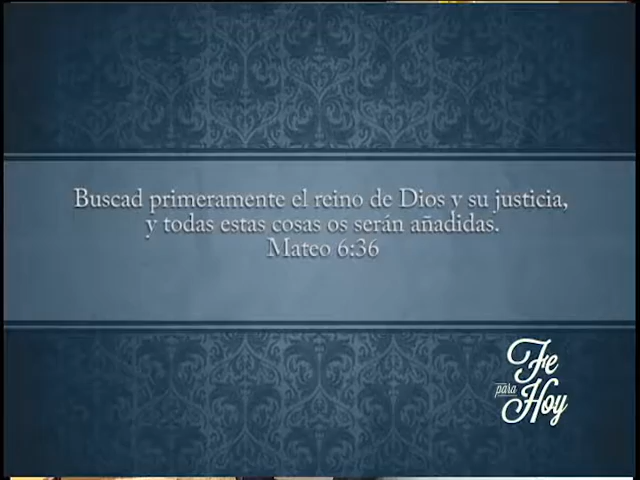 Buscad primeramente el reino de Dios y su justicia,
y todas estas cosas os serán añadidas.
Mateo 6:36
Fe
para
Hoy